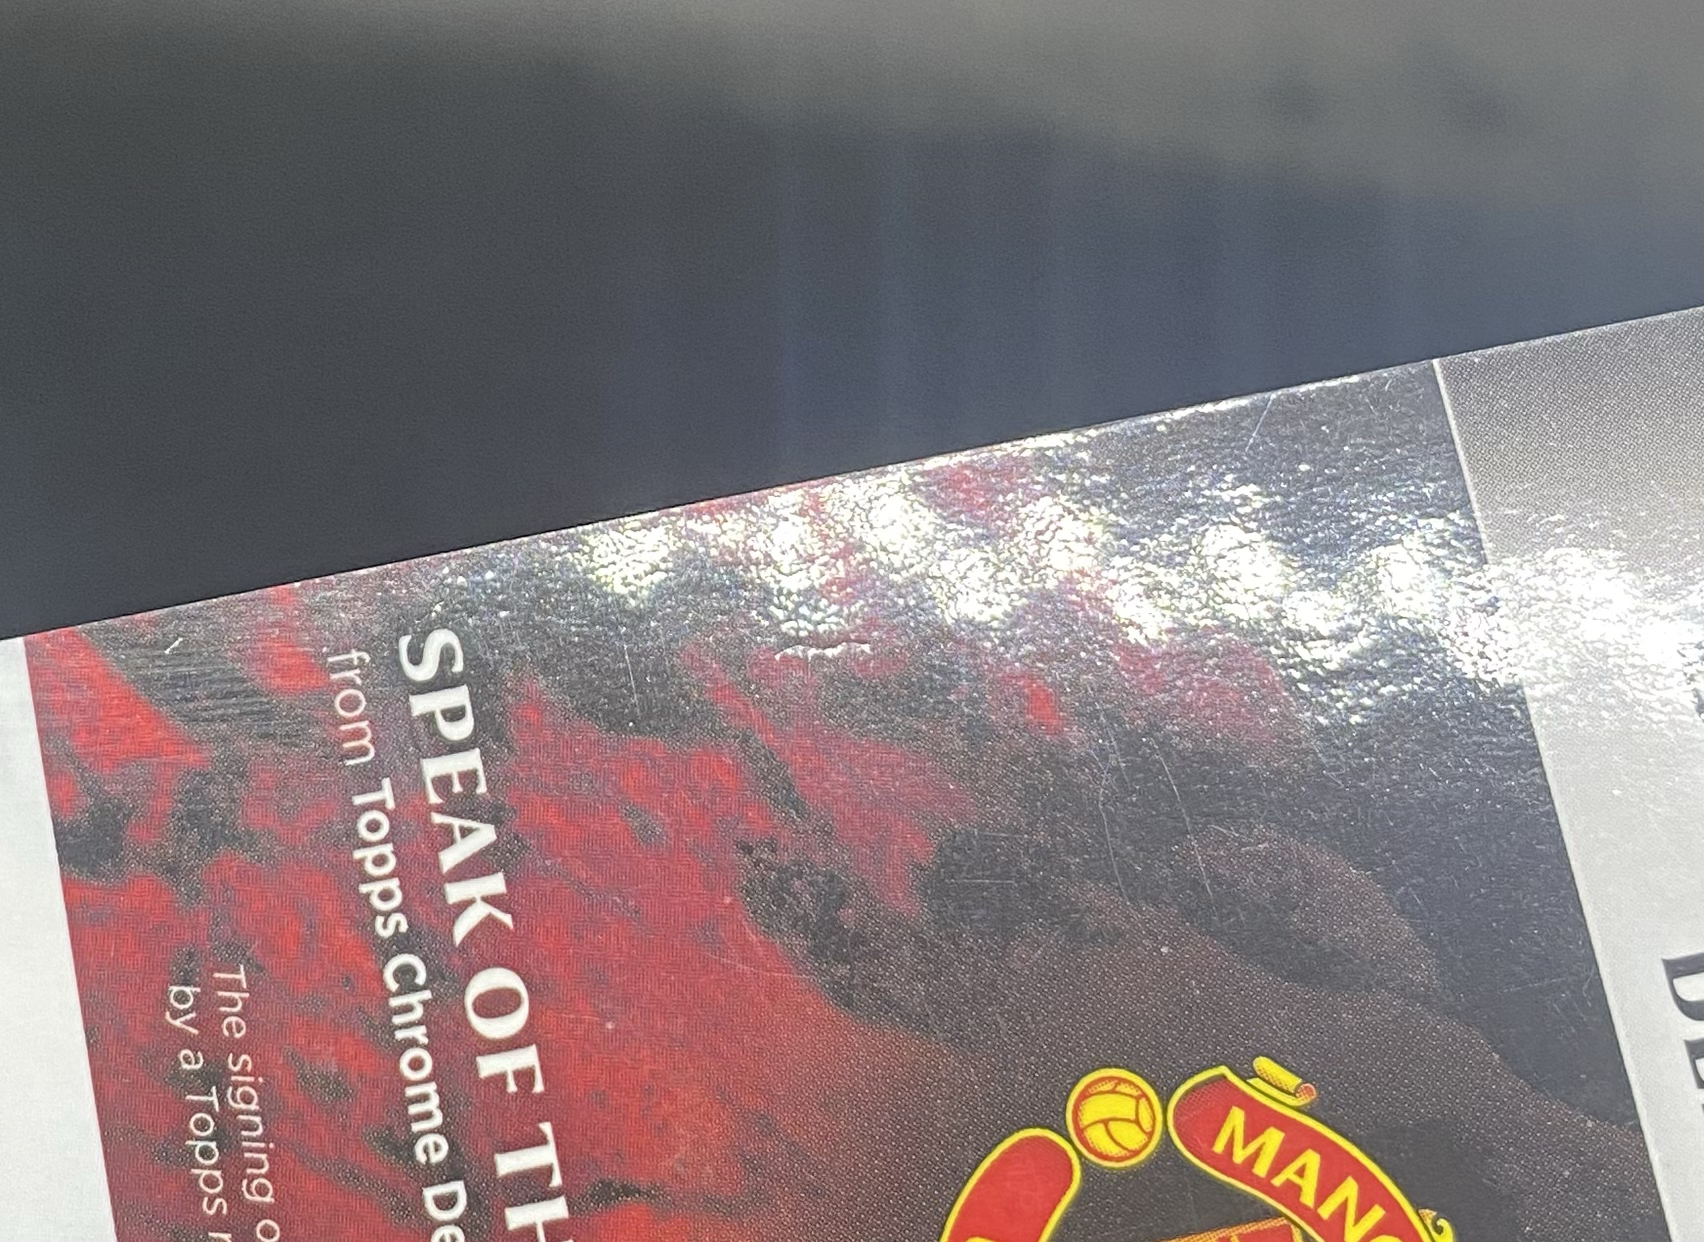 SPEAK OF TH
from Topps Chrome De
The signing o
by a Topps
MANC